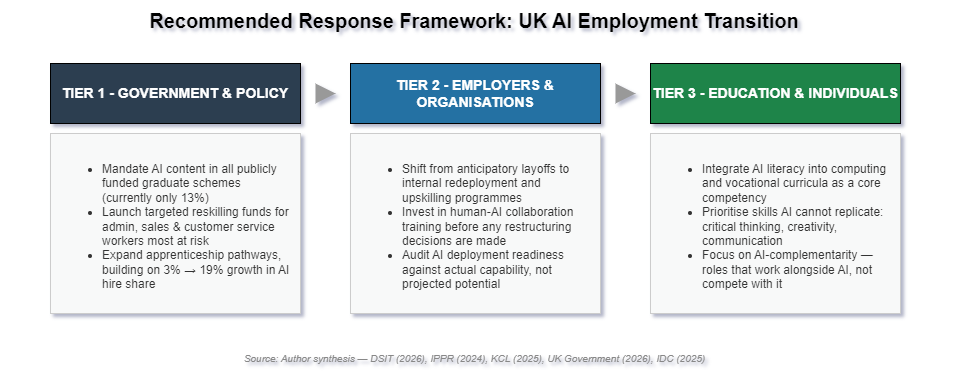 Recommended Response Framework: UK AI Employment Transition
TIER 1 - GOVERNMENT & POLICY
• Mandate AI content in all publicly
funded graduate schemes
(currently only 13%)
• Launch targeted reskilling funds for
admin, sales & customer service
workers most at risk
• Expand apprenticeship pathways,
building on 3% → 19% growth in AI
hire share
TIER 2 - EMPLOYERS &
ORGANISATIONS
• Shift from anticipatory layoffs to
internal redeployment and
upskilling programmes
• Invest in human-AI collaboration
training before any restructuring
decisions are made
• Audit AI deployment readiness
against actual capability, not
projected potential
TIER 3 - EDUCATION & INDIVIDUALS
• Integrate AI literacy into computing
and vocational curricula as a core
competency
• Prioritise skills AI cannot replicate:
critical thinking, creativity,
communication
• Focus on AI-complementarity —
roles that work alongside AI, not
compete with it
Source: Author synthesis — DSIT (2026), IPPR (2024), KCL (2025), UK Government (2026), IDC (2025)